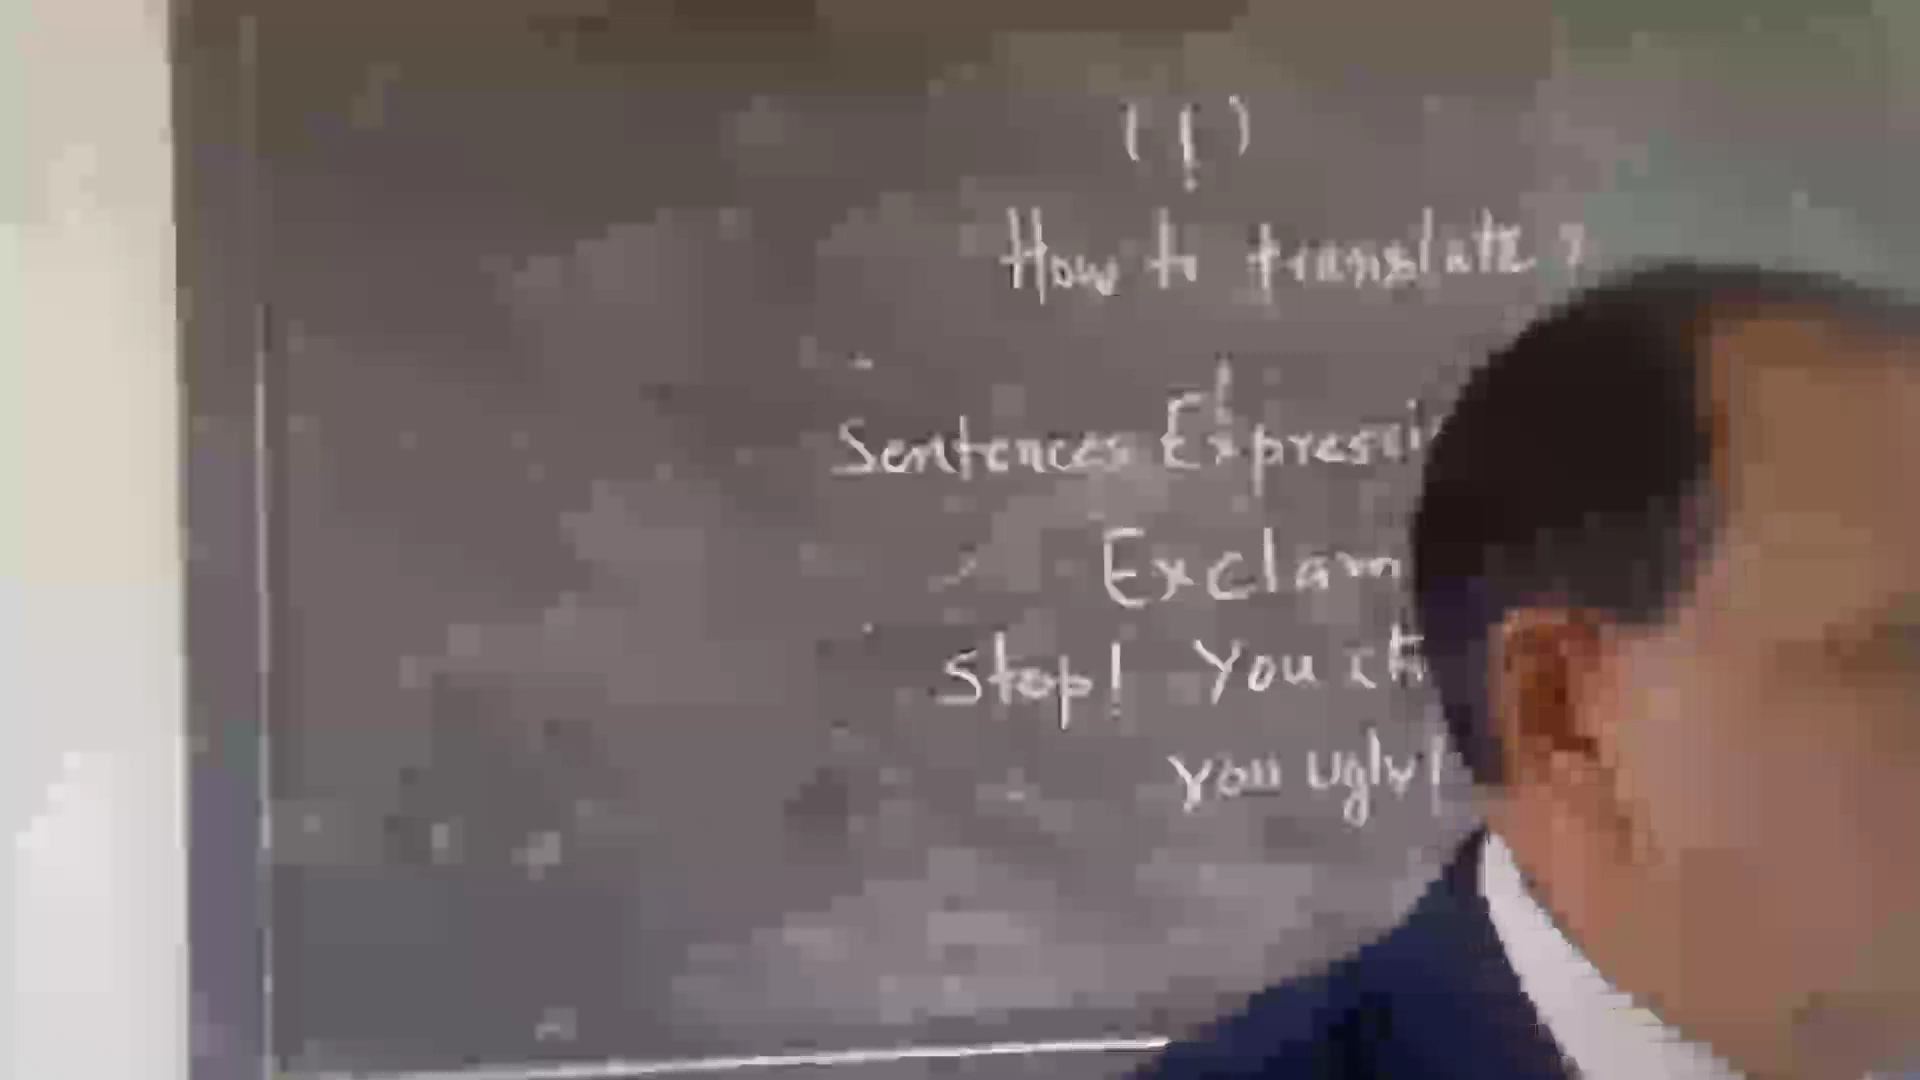 (!)
How to translate?
Sentences Expressi
Exclam
Stop! You
you ugly!